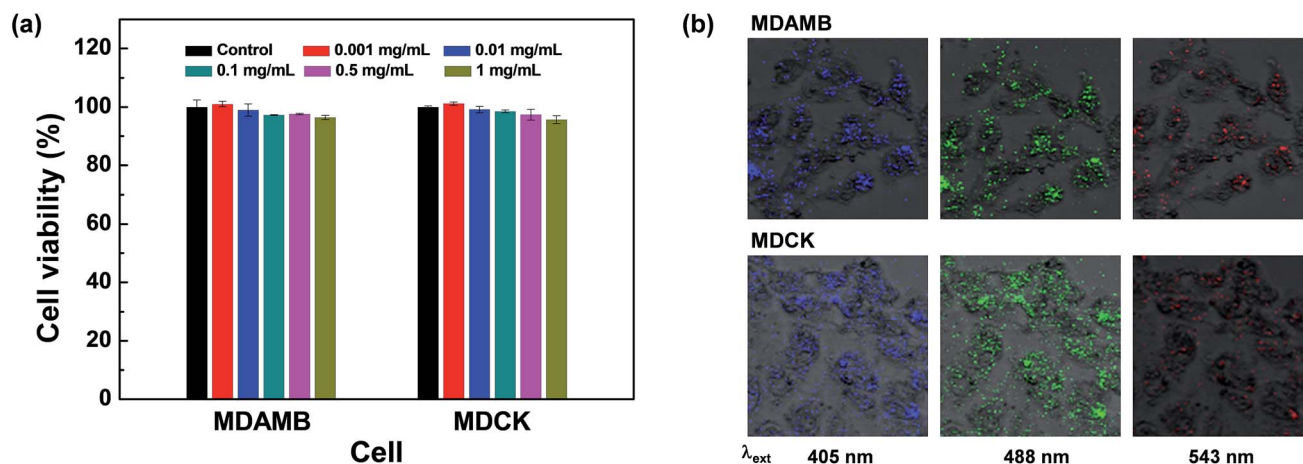 (a)
120
100
80
60
40
20
0
Cell viability (%)
Control 0.001 mg/mL 0.01 mg/mL
0.1 mg/mL 0.5 mg/mL 1 mg/mL
MDAMB MDCK
Cell
(b)
MDAMB
MDCK
λext 405 nm 488 nm 543 nm